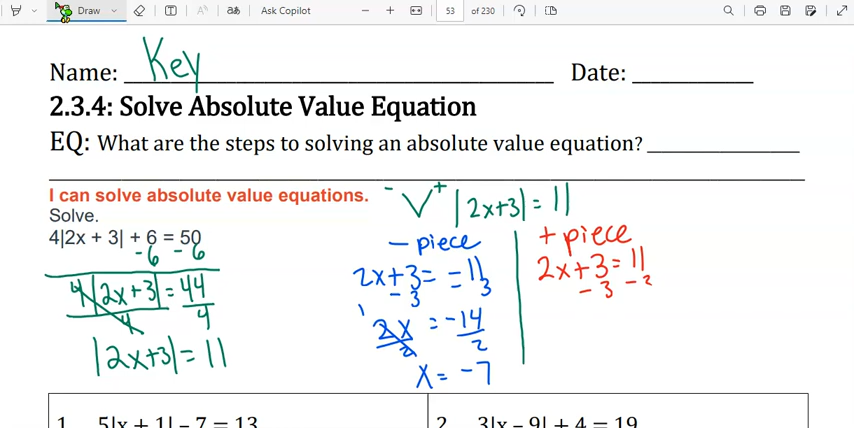 Draw Ask Copilot 53 of 230
Name: Key Date:
2.3.4: Solve Absolute Value Equation
EQ: What are the steps to solving an absolute value equation?
I can solve absolute value equations.
Solve.
4|2x + 3| + 6 = 50
-6 -6
4|2x+3| = 44
4 4
|2x+3| = 11
- V + |2x+3| = 11
- piece
2x+3 = -11
-3 3
2x = -14
2 2
x = -7
+ piece
2x+3 = 11
-3 -3
1. 5|x + 1| - 7 = 13
2. 3|x - 9| + 4 = 19